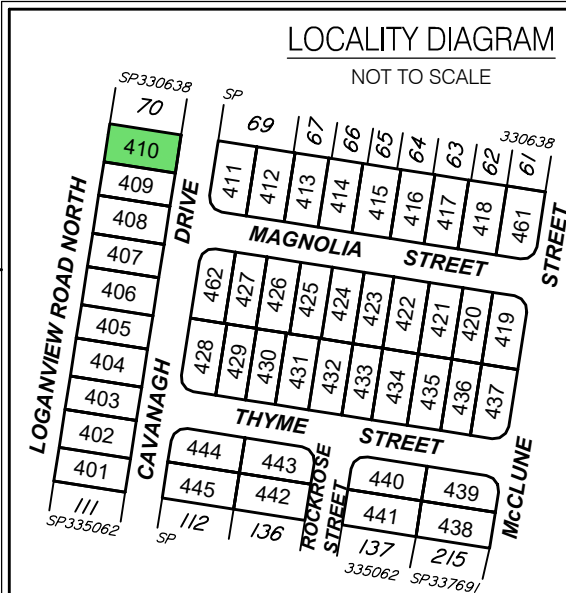 LOCALITY DIAGRAM
NOT TO SCALE
SP330638
70
410
409
408
407
406
405
404
403
402
401
111
SP335062
LOGANVIEW ROAD NORTH
CAVANAGH DRIVE
SP
69 67 66 65 64 63 62 61
330638
411 412 413 414 415 416 417 418 461
MAGNOLIA STREET
462 427 426 425 424 423 422 421 420 419
428 429 430 431 432 433 434 435 436 437
THYME STREET
444 443
445 442
112 136
SP
ROCKROSE STREET
440 439
441 438
137 215
335062 SP337691
McCLUNE STREET